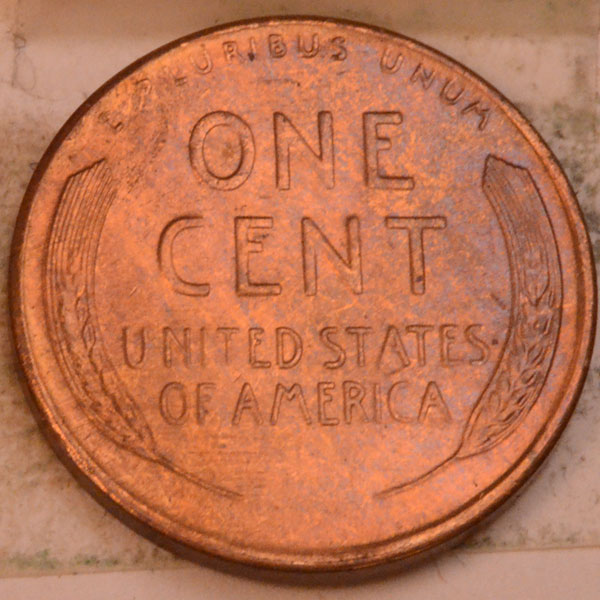 E PLURIBUS UNUM
ONE
CENT
UNITED STATES
OF AMERICA